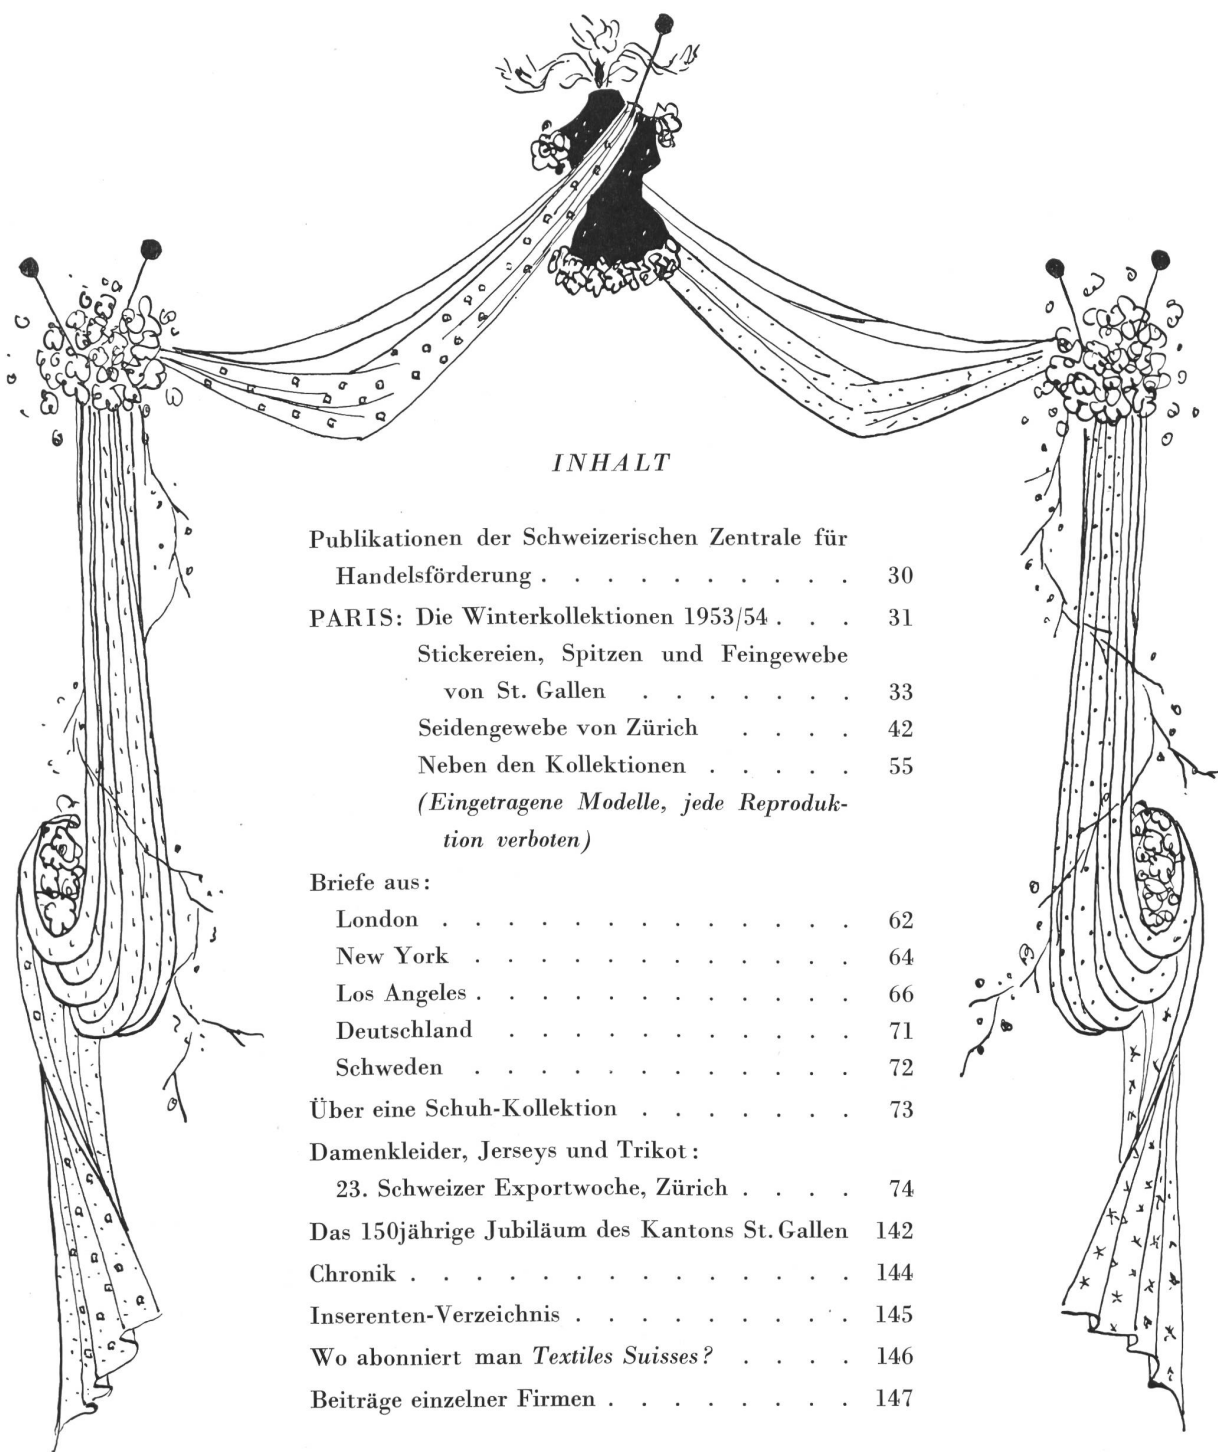 INHALT
Publikationen der Schweizerischen Zentrale für
Handelsförderung . . . . . . . . . . 30
PARIS: Die Winterkollektionen 1953/54 . . . 31
Stickereien, Spitzen und Feingewebe
von St. Gallen . . . . . . . 33
Seidengewebe von Zürich . . . . 42
Neben den Kollektionen . . . . . 55
(Eingetragene Modelle, jede Reproduk-
tion verboten)
Briefe aus:
London . . . . . . . . . . . . . 62
New York . . . . . . . . . . . . 64
Los Angeles . . . . . . . . . . . . 66
Deutschland . . . . . . . . . . . 71
Schweden . . . . . . . . . . . . 72
Über eine Schuh-Kollektion . . . . . . . 73
Damenkleider, Jerseys und Trikot:
23. Schweizer Exportwoche, Zürich . . . . 74
Das 150jährige Jubiläum des Kantons St. Gallen 142
Chronik . . . . . . . . . . . . . . 144
Inserenten-Verzeichnis . . . . . . . . . 145
Wo abonniert man Textiles Suisses? . . . . 146
Beiträge einzelner Firmen . . . . . . . . 147